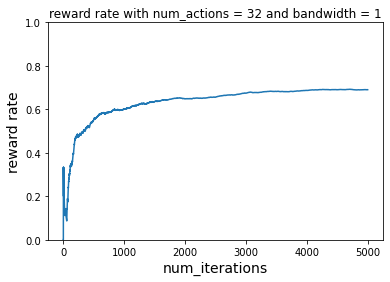 reward rate with num_actions = 32 and bandwidth = 1
1.0
0.8
0.6
0.4
0.2
0.0
reward rate
0 1000 2000 3000 4000 5000
num_iterations